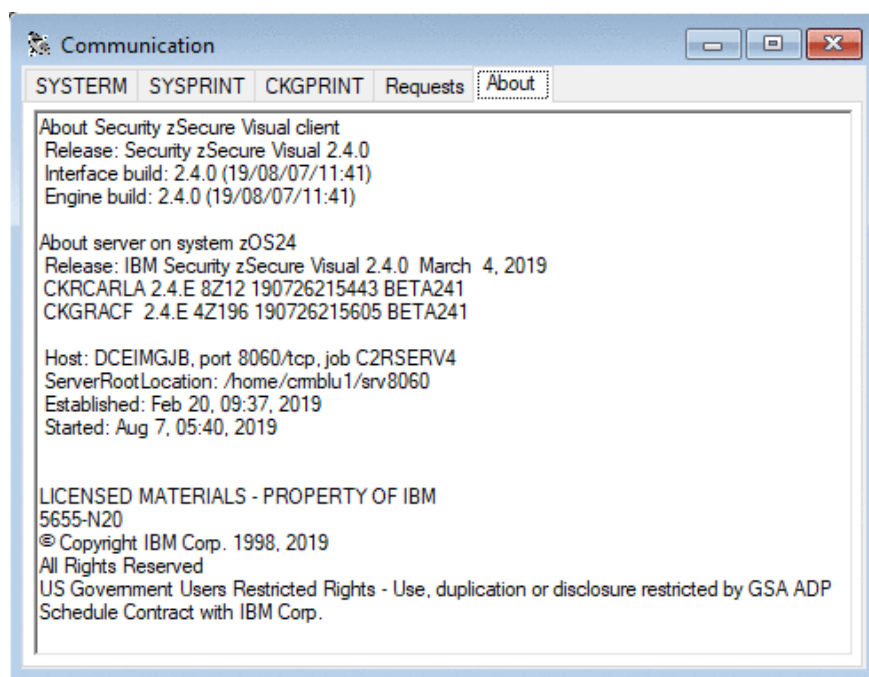 Communication
SYSTERM SYSPRINT CKGPRINT Requests About
About Security zSecure Visual client
Release: Security zSecure Visual 2.4.0
Interface build: 2.4.0 (19/08/07/11:41)
Engine build: 2.4.0 (19/08/07/11:41)
About server on system zOS24
Release: IBM Security zSecure Visual 2.4.0 March 4, 2019
CKRCARLA 2.4.E 8Z12 190726215443 BETA241
CKGRACF 2.4.E 4Z196 190726215605 BETA241
Host: DCEIMGJB, port 8060/tcp, job C2RSERV4
ServerRootLocation: /home/crmblu1/srv8060
Established: Feb 20, 09:37, 2019
Started: Aug 7, 05:40, 2019
LICENSED MATERIALS - PROPERTY OF IBM
5655-N20
© Copyright IBM Corp. 1998, 2019
All Rights Reserved
US Government Users Restricted Rights - Use, duplication or disclosure restricted by GSA ADP
Schedule Contract with IBM Corp.